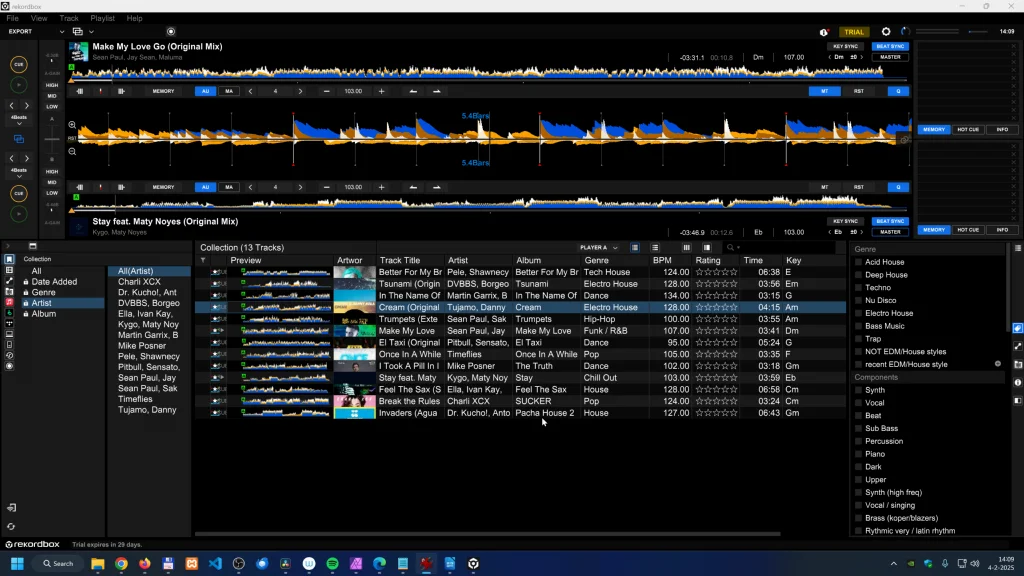 rekordbox
File View Track Playlist Help
EXPORT TRIAL 14:09
Make My Love Go (Original Mix)
Sean Paul, Jay Sean, Maluma
-03:31.1 00:10.8 Dm 107.00
KEY SYNC BEAT SYNC
Dm ±0 MASTER
CUE
HIGH
MID
LOW
MEMORY AU MA 4 103.00 MT RST Q
4Beats
A
RST
5.4Bars
5.4Bars
MEMORY HOT CUE INFO
B
4Beats
HIGH
MID
LOW
CUE
MEMORY AU MA 4 103.00 MT RST Q
Stay feat. Maty Noyes (Original Mix)
Kygo, Maty Noyes
-03:46.9 00:12.6 Eb 103.00
KEY SYNC BEAT SYNC
Eb ±0 MASTER
MEMORY HOT CUE INFO
Collection
All
Date Added
Genre
Artist
Album
All(Artist)
Charli XCX
Dr. Kucho!, Ant
DVBBS, Borgeo
Ella, Ivan Kay,
Kygo, Maty Noy
Martin Garrix, B
Mike Posner
Pele, Shawnecy
Pitbull, Sensato,
Sean Paul, Jay
Sean Paul, Sak
Timeflies
Tujamo, Danny
Collection (13 Tracks) PLAYER A
Preview Artwor Track Title Artist Album Genre BPM Rating Time Key
Better For My Br Pele, Shawnecy Better For My Br Tech House 124.00 06:38 E
Tsunami (Origin DVBBS, Borgeo Tsunami Electro House 128.00 03:56 Em
In The Name Of Martin Garrix, B In The Name Of Dance 134.00 03:15 G
Cream (Original Tujamo, Danny Cream Electro House 128.00 04:15 Am
Trumpets (Exte Sean Paul, Sak Trumpets House 100.00 03:55 Am
Make My Love Sean Paul, Jay Make My Love Funk / R&B 107.00 03:41 Dm
El Taxi (Original Pitbull, Sensato, El Taxi Dance 95.00 05:24 G
Once In A While Timeflies Once In A While Pop 105.00 03:35 F
I Took A Pill In I Mike Posner The Truth Dance 102.00 03:18 Gm
Stay feat. Maty Kygo, Maty Noy Stay Chill Out 103.00 03:59 Eb
Feel The Sax (S Ella, Ivan Kay, Feel The Sax House 128.00 06:58 Cm
Break the Rules Charli XCX SUCKER Pop 124.00 03:24 Cm
Invaders (Agua Dr. Kucho!, Anto Pacha House 2 House 127.00 06:43 Gm
Genre
Acid House
Deep House
Techno
Nu Disco
Electro House
Bass Music
Trap
NOT EDM/House styles
recent EDM/House style
Components
Synth
Vocal
Beat
Sub Bass
Percussion
Piano
Dark
Upper
Synth (high freq)
Vocal / singing
Brass (koper/blazers)
Rythmic very / latin rhythm
rekordbox Trial expires in 29 days.
Search
14:09
4-2-2025